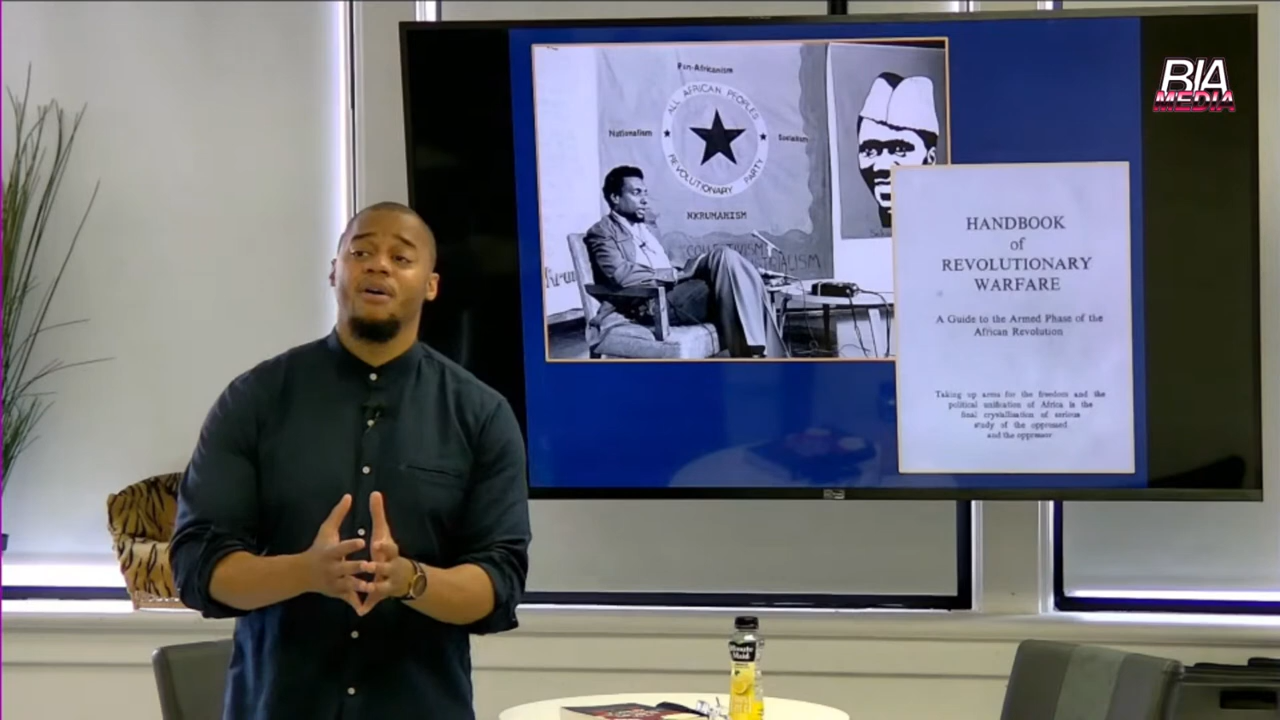 BIA
MEDIA
Pan-Africanism
ALL AFRICAN PEOPLES
REVOLUTIONARY PARTY
Nationalism
Socialism
NKRUMAHISM
HANDBOOK
of
REVOLUTIONARY
WARFARE
A Guide to the Armed Phase of the
African Revolution
Taking up arms for the freedom and the
political unification of Africa is the
final crystallisation of serious
study of the oppressed
and the oppressor
Minute
Maid